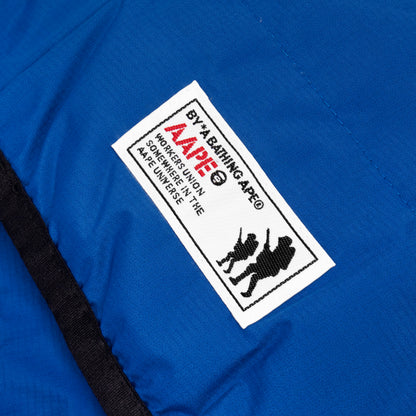 BY*A BATHING APE®
AAPE
WORKERS UNION
SOMEWHERE IN THE
AAPE UNIVERSE